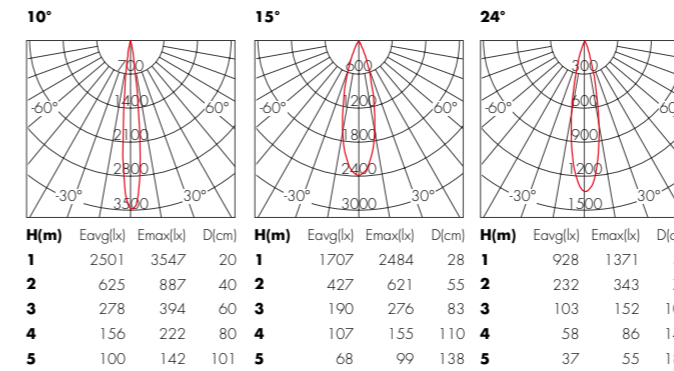 10° 15° 24°
700 600 300
1400 1200 600
-60° 60° -60° 60° -60°
2100 1800 900
2800 2400 1200
-30° 30° -30° 30° -30° 30°
3500 3000 1500
H(m) Eavg(lx) Emax(lx) D(cm) H(m) Eavg(lx) Emax(lx) D(cm) H(m) Eavg(lx) Emax(lx)
1 2501 3547 20 1 1707 2484 28 1 928 1371
2 625 887 40 2 427 621 55 2 232 343
3 278 394 60 3 190 276 83 3 103 152
4 156 222 80 4 107 155 110 4 58 86
5 100 142 101 5 68 99 138 5 37 55